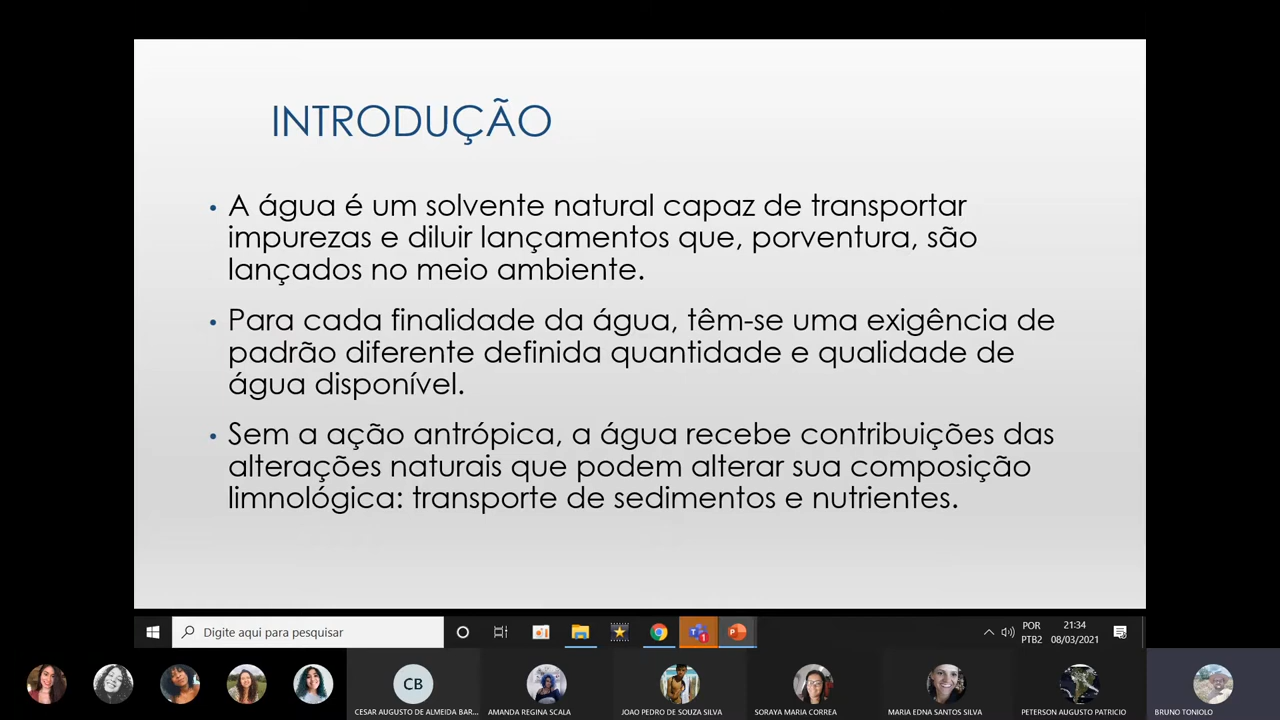 INTRODUÇÃO
• A água é um solvente natural capaz de transportar
impurezas e diluir lançamentos que, porventura, são
lançados no meio ambiente.
• Para cada finalidade da água, têm-se uma exigência de
padrão diferente definida quantidade e qualidade de
água disponível.
• Sem a ação antrópica, a água recebe contribuições das
alterações naturais que podem alterar sua composição
limnológica: transporte de sedimentos e nutrientes.
Digite aqui para pesquisar
1
POR
PTB2
21:34
08/03/2021
CB
CESAR AUGUSTO DE ALMEIDA BAR...
AMANDA REGINA SCALA
JOAO PEDRO DE SOUZA SILVA
SORAYA MARIA CORREA
MARIA EDNA SANTOS SILVA
PETERSON AUGUSTO PATRICIO
BRUNO TONIOLO